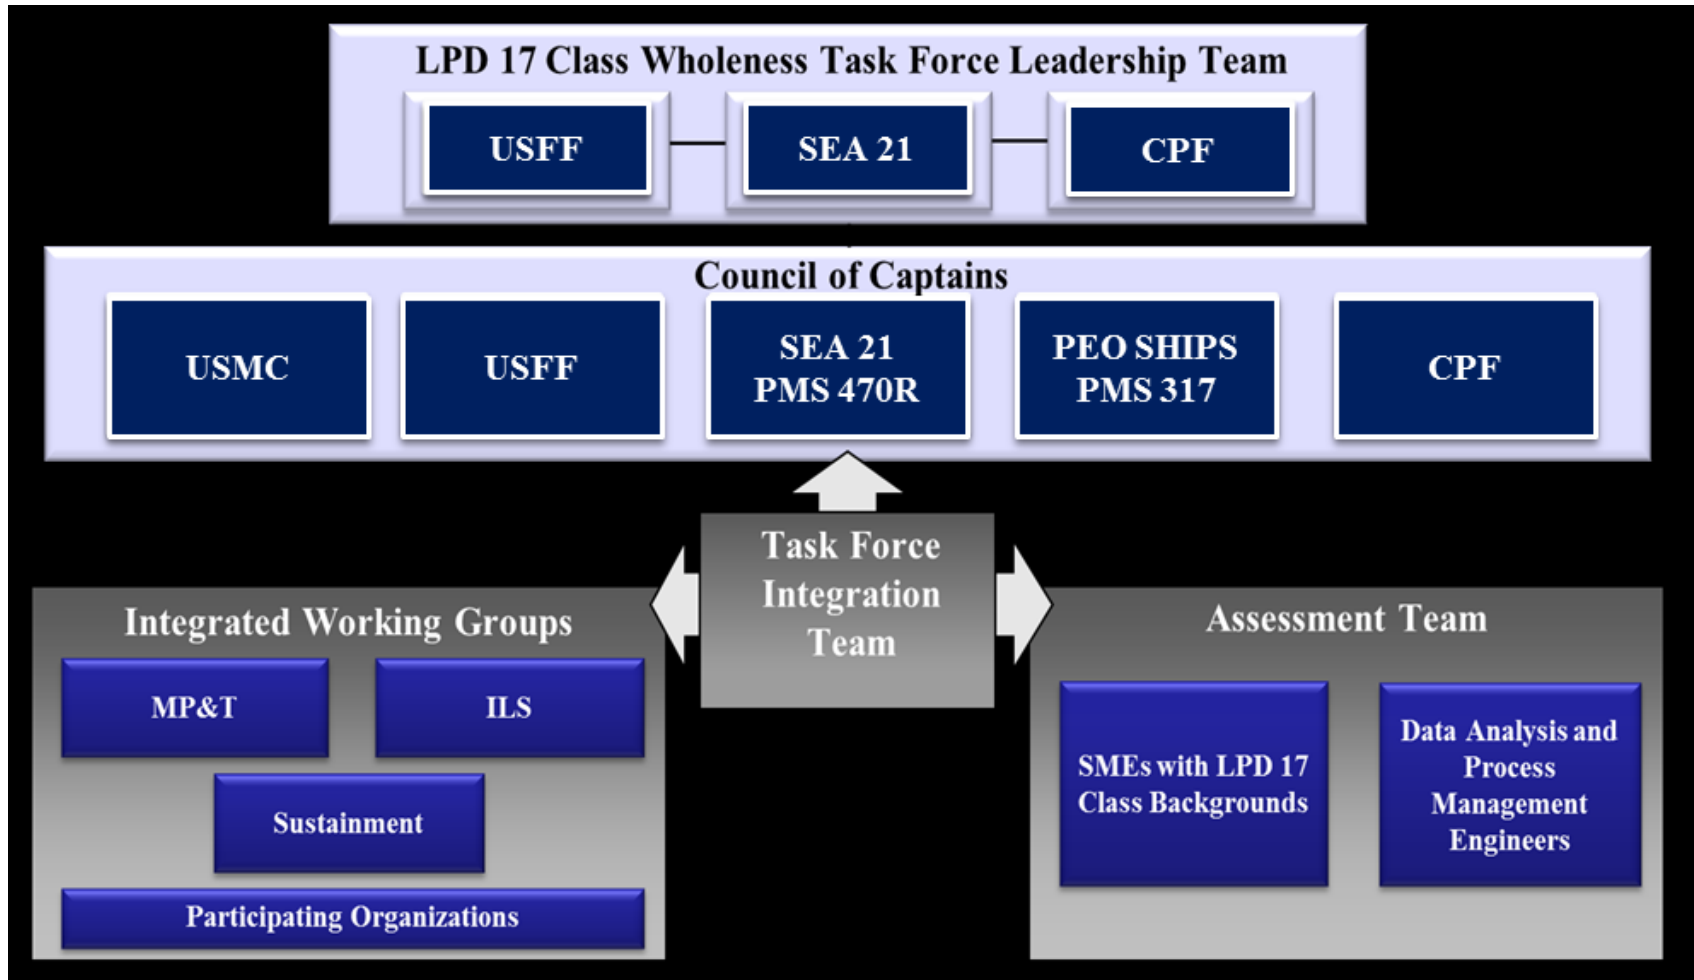 LPD 17 Class Wholeness Task Force Leadership Team
USFF
SEA 21
CPF
Council of Captains
USMC
USFF
SEA 21
PMS 470R
PEO SHIPS
PMS 317
CPF
Task Force
Integration
Team
Integrated Working Groups
MP&T
ILS
Sustainment
Participating Organizations
Assessment Team
SMEs with LPD 17
Class Backgrounds
Data Analysis and
Process
Management
Engineers